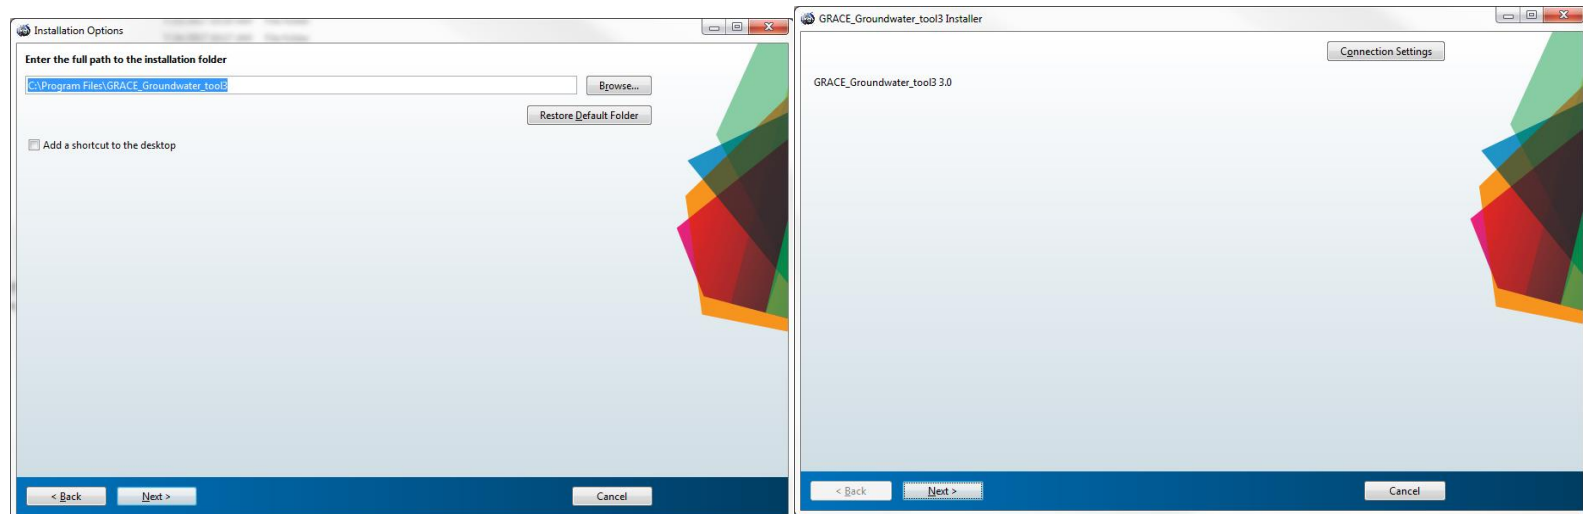 Installation Options
Enter the full path to the installation folder
C:\Program Files\GRACE_Groundwater_tool3
Browse...
Restore Default Folder
Add a shortcut to the desktop
< Back
Next >
Cancel
GRACE_Groundwater_tool3 Installer
Connection Settings
GRACE_Groundwater_tool3 3.0
< Back
Next >
Cancel